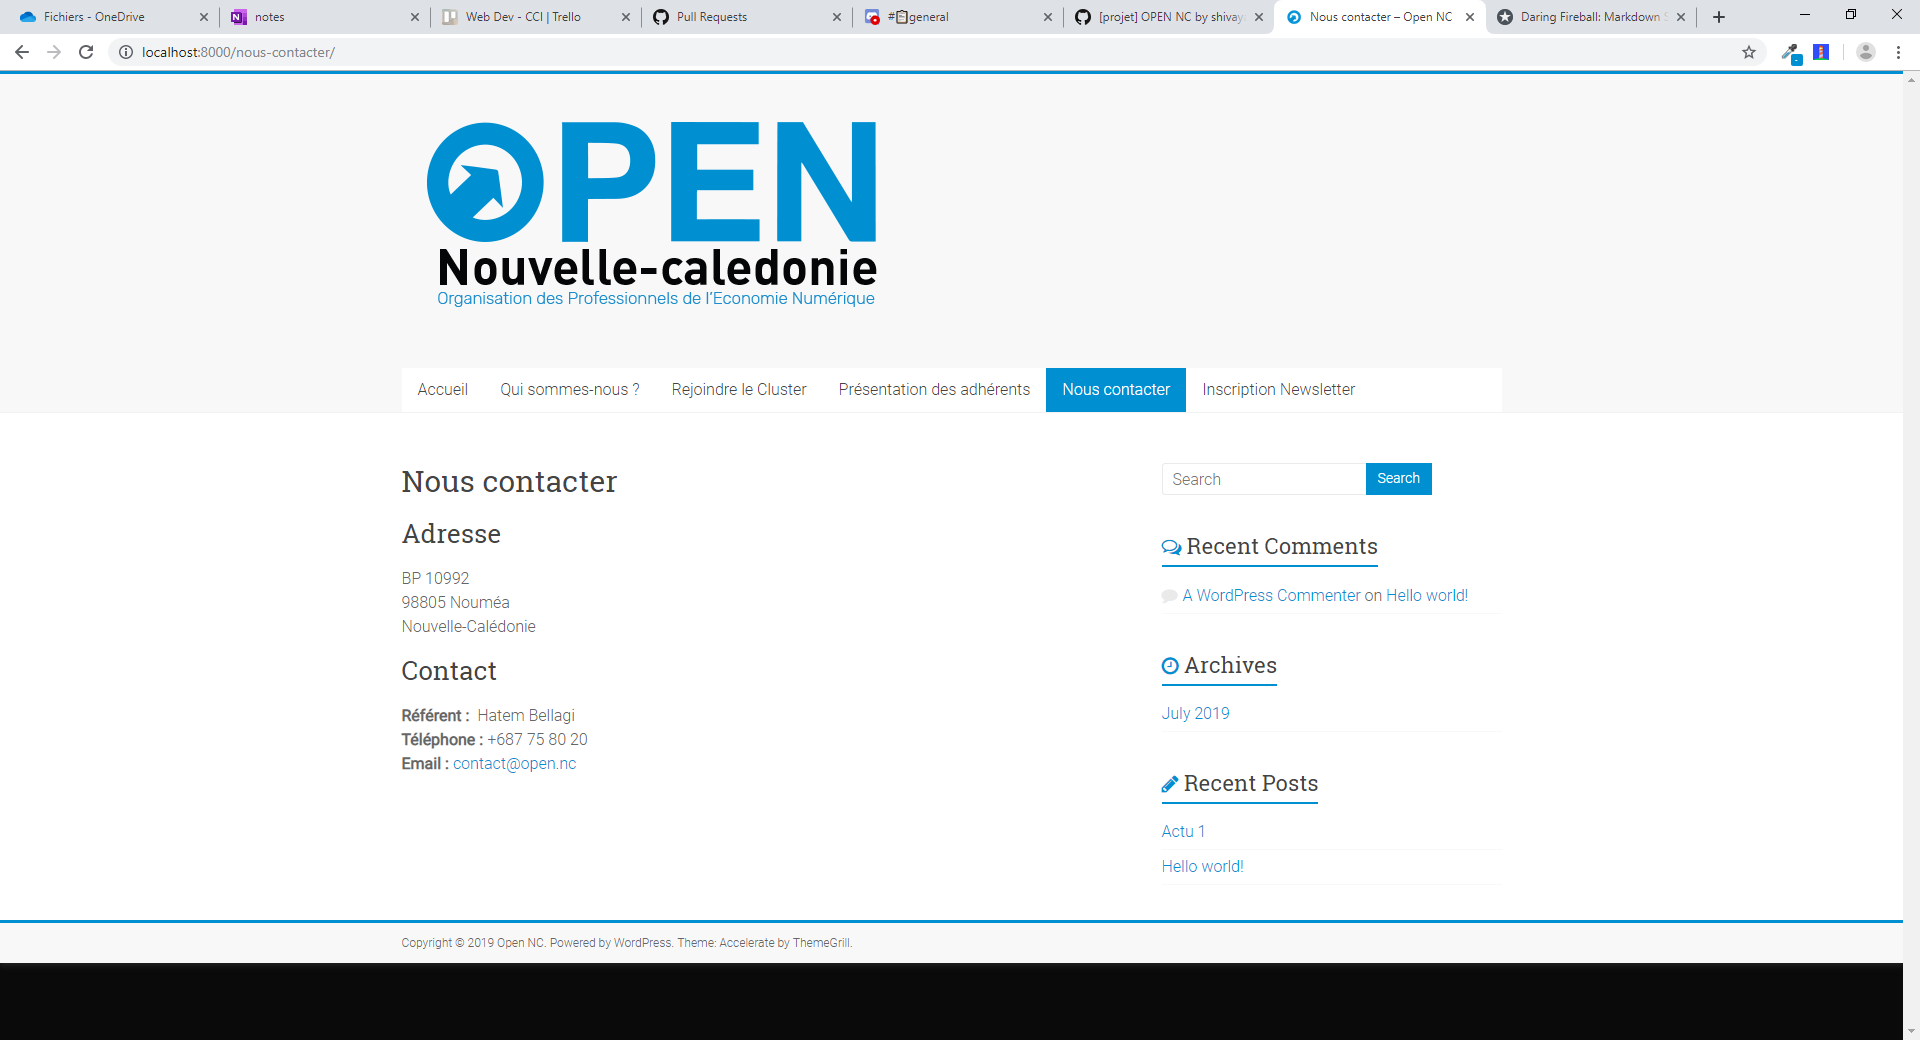 Fichiers - OneDrive
notes
Web Dev - CCI | Trello
Pull Requests
#📋general
[projet] OPEN NC by shivay
Nous contacter – Open NC
Daring Fireball: Markdown
localhost:8000/nous-contacter/
OPEN
Nouvelle-caledonie
Organisation des Professionnels de l'Economie Numérique
Accueil
Qui sommes-nous ?
Rejoindre le Cluster
Présentation des adhérents
Nous contacter
Inscription Newsletter
Nous contacter
Adresse
BP 10992
98805 Nouméa
Nouvelle-Calédonie
Contact
Référent : Hatem Bellagi
Téléphone : +687 75 80 20
Email : contact@open.nc
Search
Search
Recent Comments
A WordPress Commenter on Hello world!
Archives
July 2019
Recent Posts
Actu 1
Hello world!
Copyright © 2019 Open NC. Powered by WordPress. Theme: Accelerate by ThemeGrill.